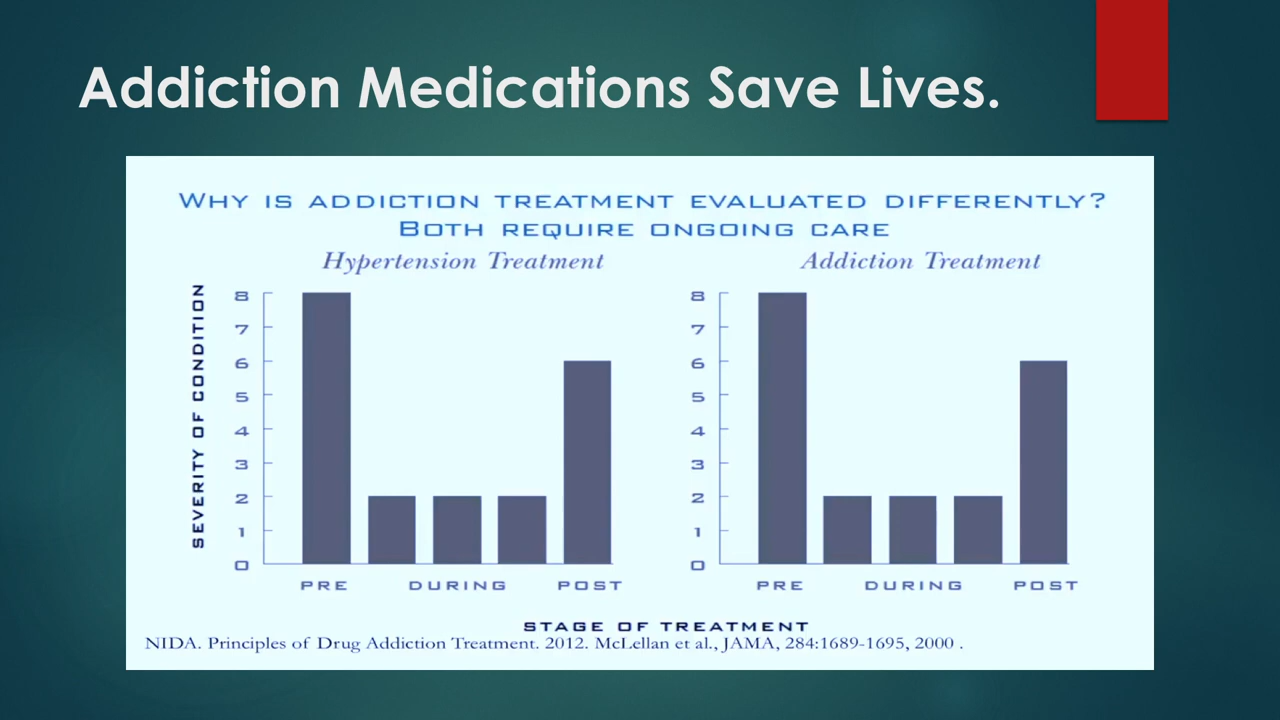 Addiction Medications Save Lives.
WHY IS ADDICTION TREATMENT EVALUATED DIFFERENTLY?
BOTH REQUIRE ONGOING CARE
Hypertension Treatment
SEVERITY OF CONDITION
8
7
6
5
4
3
2
1
0
PRE DURING POST
Addiction Treatment
8
7
6
5
4
3
2
1
0
PRE DURING POST
STAGE OF TREATMENT
NIDA. Principles of Drug Addiction Treatment. 2012. McLellan et al., JAMA, 284:1689-1695, 2000 .